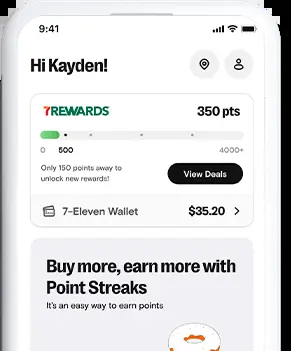 9:41
Hi Kayden!
7REWARDS 350 pts
0 500 4000+
Only 150 points away to
unlock new rewards!
View Deals
7-Eleven Wallet $35.20
Buy more, earn more with
Point Streaks
It's an easy way to earn points